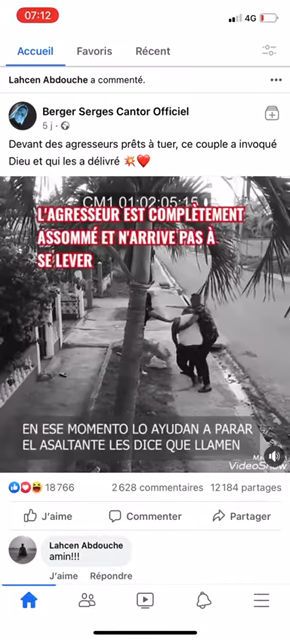 07:12
4G
Accueil
Favoris
Récent
Lahcen Abdouche a commenté.
Berger Serges Cantor Officiel
5 j
Devant des agresseurs prêts à tuer, ce couple a invoqué
Dieu et qui les a délivré 💥❤️
CM1 01:02:05:15
L'AGRESSEUR EST COMPLÈTEMENT
ASSOMMÉ ET N'ARRIVE PAS À
SE LEVER
EN ESE MOMENTO LO AYUDAN A PARAR
EL ASALTANTE LES DICE QUE LLAMEN
VideoShow
18 766
2 628 commentaires
12 184 partages
J'aime
Commenter
Partager
Lahcen Abdouche
amin!!!
J'aime
Répondre